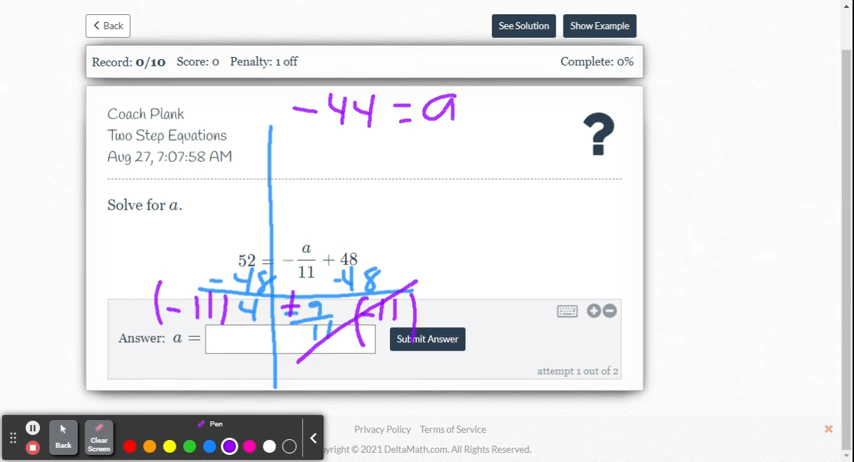 Back
See Solution
Show Example
Record: 0/10 Score: 0 Penalty: 1 off
Complete: 0%
-44 = a
Coach Plank
Two Step Equations
Aug 27, 7:07:58 AM
?
Solve for a.
52 = -a/11 + 48
-48 -48
(-11) 4 = -a/11 (-11)
Answer: a =
Submit Answer
attempt 1 out of 2
Pen
Back
Clear Screen
Privacy Policy Terms of Service
pyright © 2021 DeltaMath.com. All Rights Reserved.